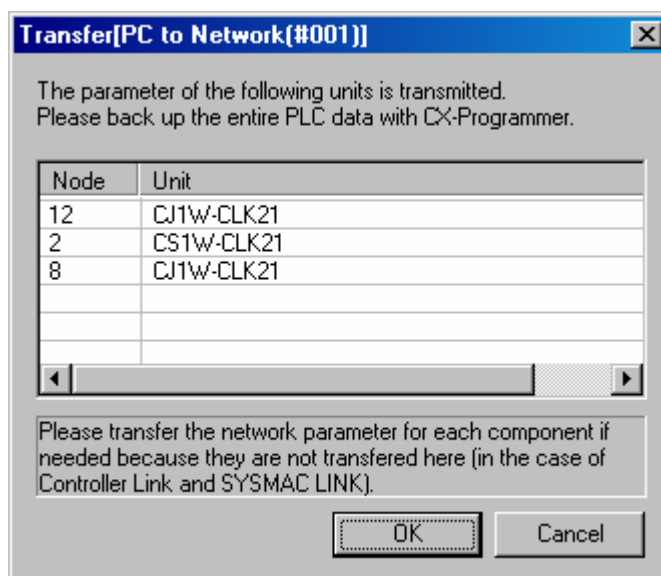 Transfer[PC to Network(#001)]
The parameter of the following units is transmitted.
Please back up the entire PLC data with CX-Programmer.
Node Unit
12 CJ1W-CLK21
2 CS1W-CLK21
8 CJ1W-CLK21
Please transfer the network parameter for each component if
needed because they are not transfered here (in the case of
Controller Link and SYSMAC LINK).
OK Cancel